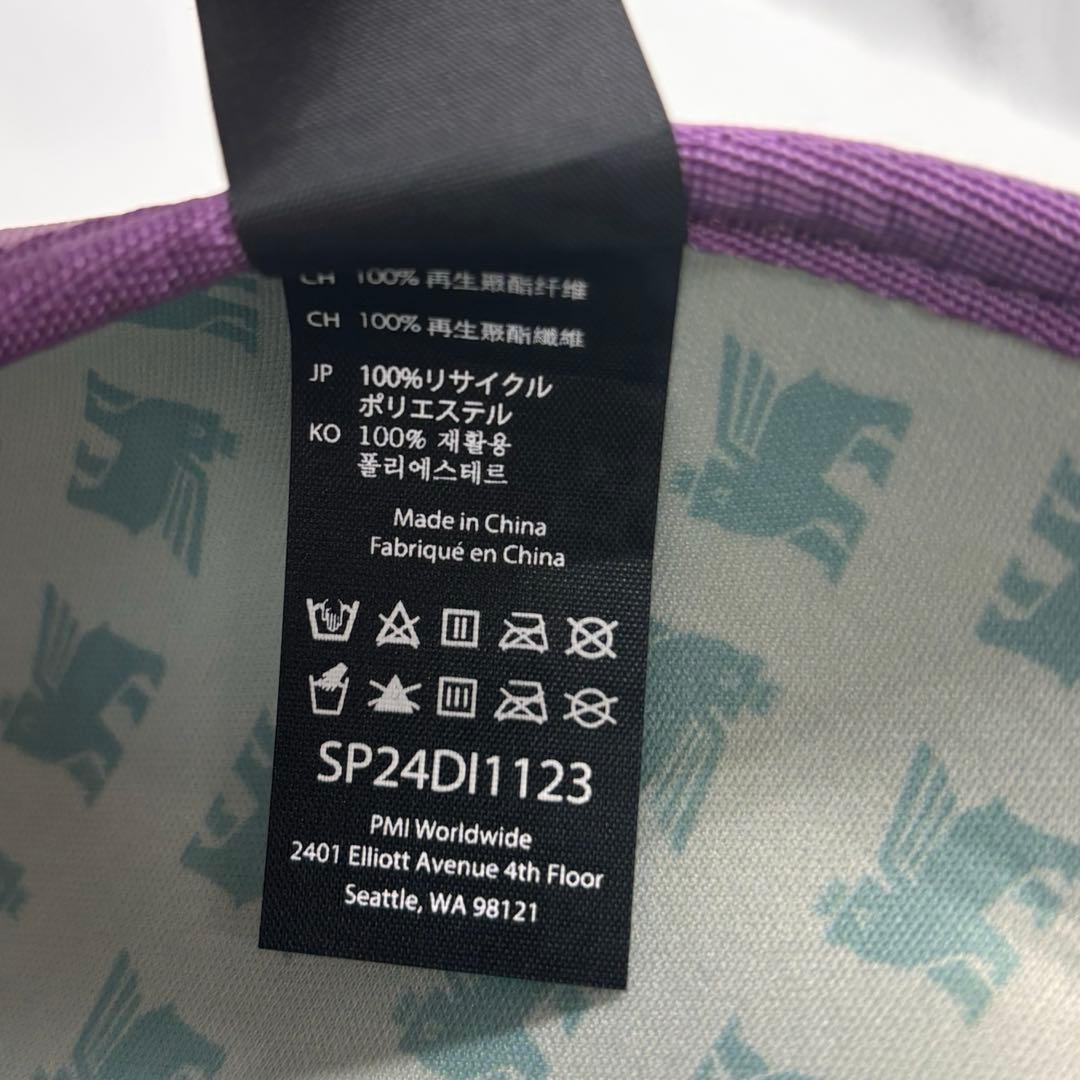 CH 100% 再生聚酯纤维
CH 100% 再生聚酯纖維
JP 100%リサイクル
ポリエステル
KO 100% 재활용
폴리에스테르
Made in China
Fabriqué en China
SP24DI1123
PMI Worldwide
2401 Elliott Avenue 4th Floor
Seattle, WA 98121